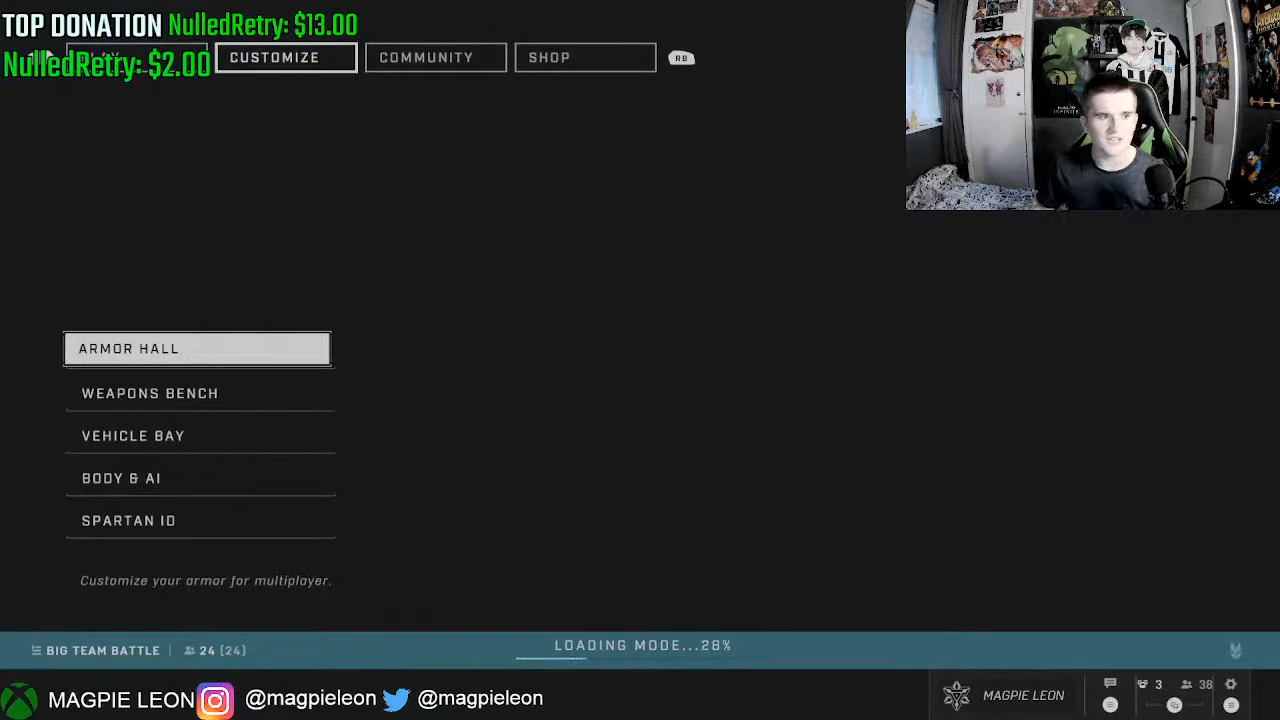 TOP DONATION NulledRetry: $13.00
NulledRetry: $2.00
CUSTOMIZE
COMMUNITY
SHOP
RB
ARMOR HALL
WEAPONS BENCH
VEHICLE BAY
BODY & AI
SPARTAN ID
Customize your armor for multiplayer.
BIG TEAM BATTLE
24 (24)
LOADING MODE...28%
MAGPIE LEON
@magpieleon
@magpieleon
MAGPIE LEON
3
38